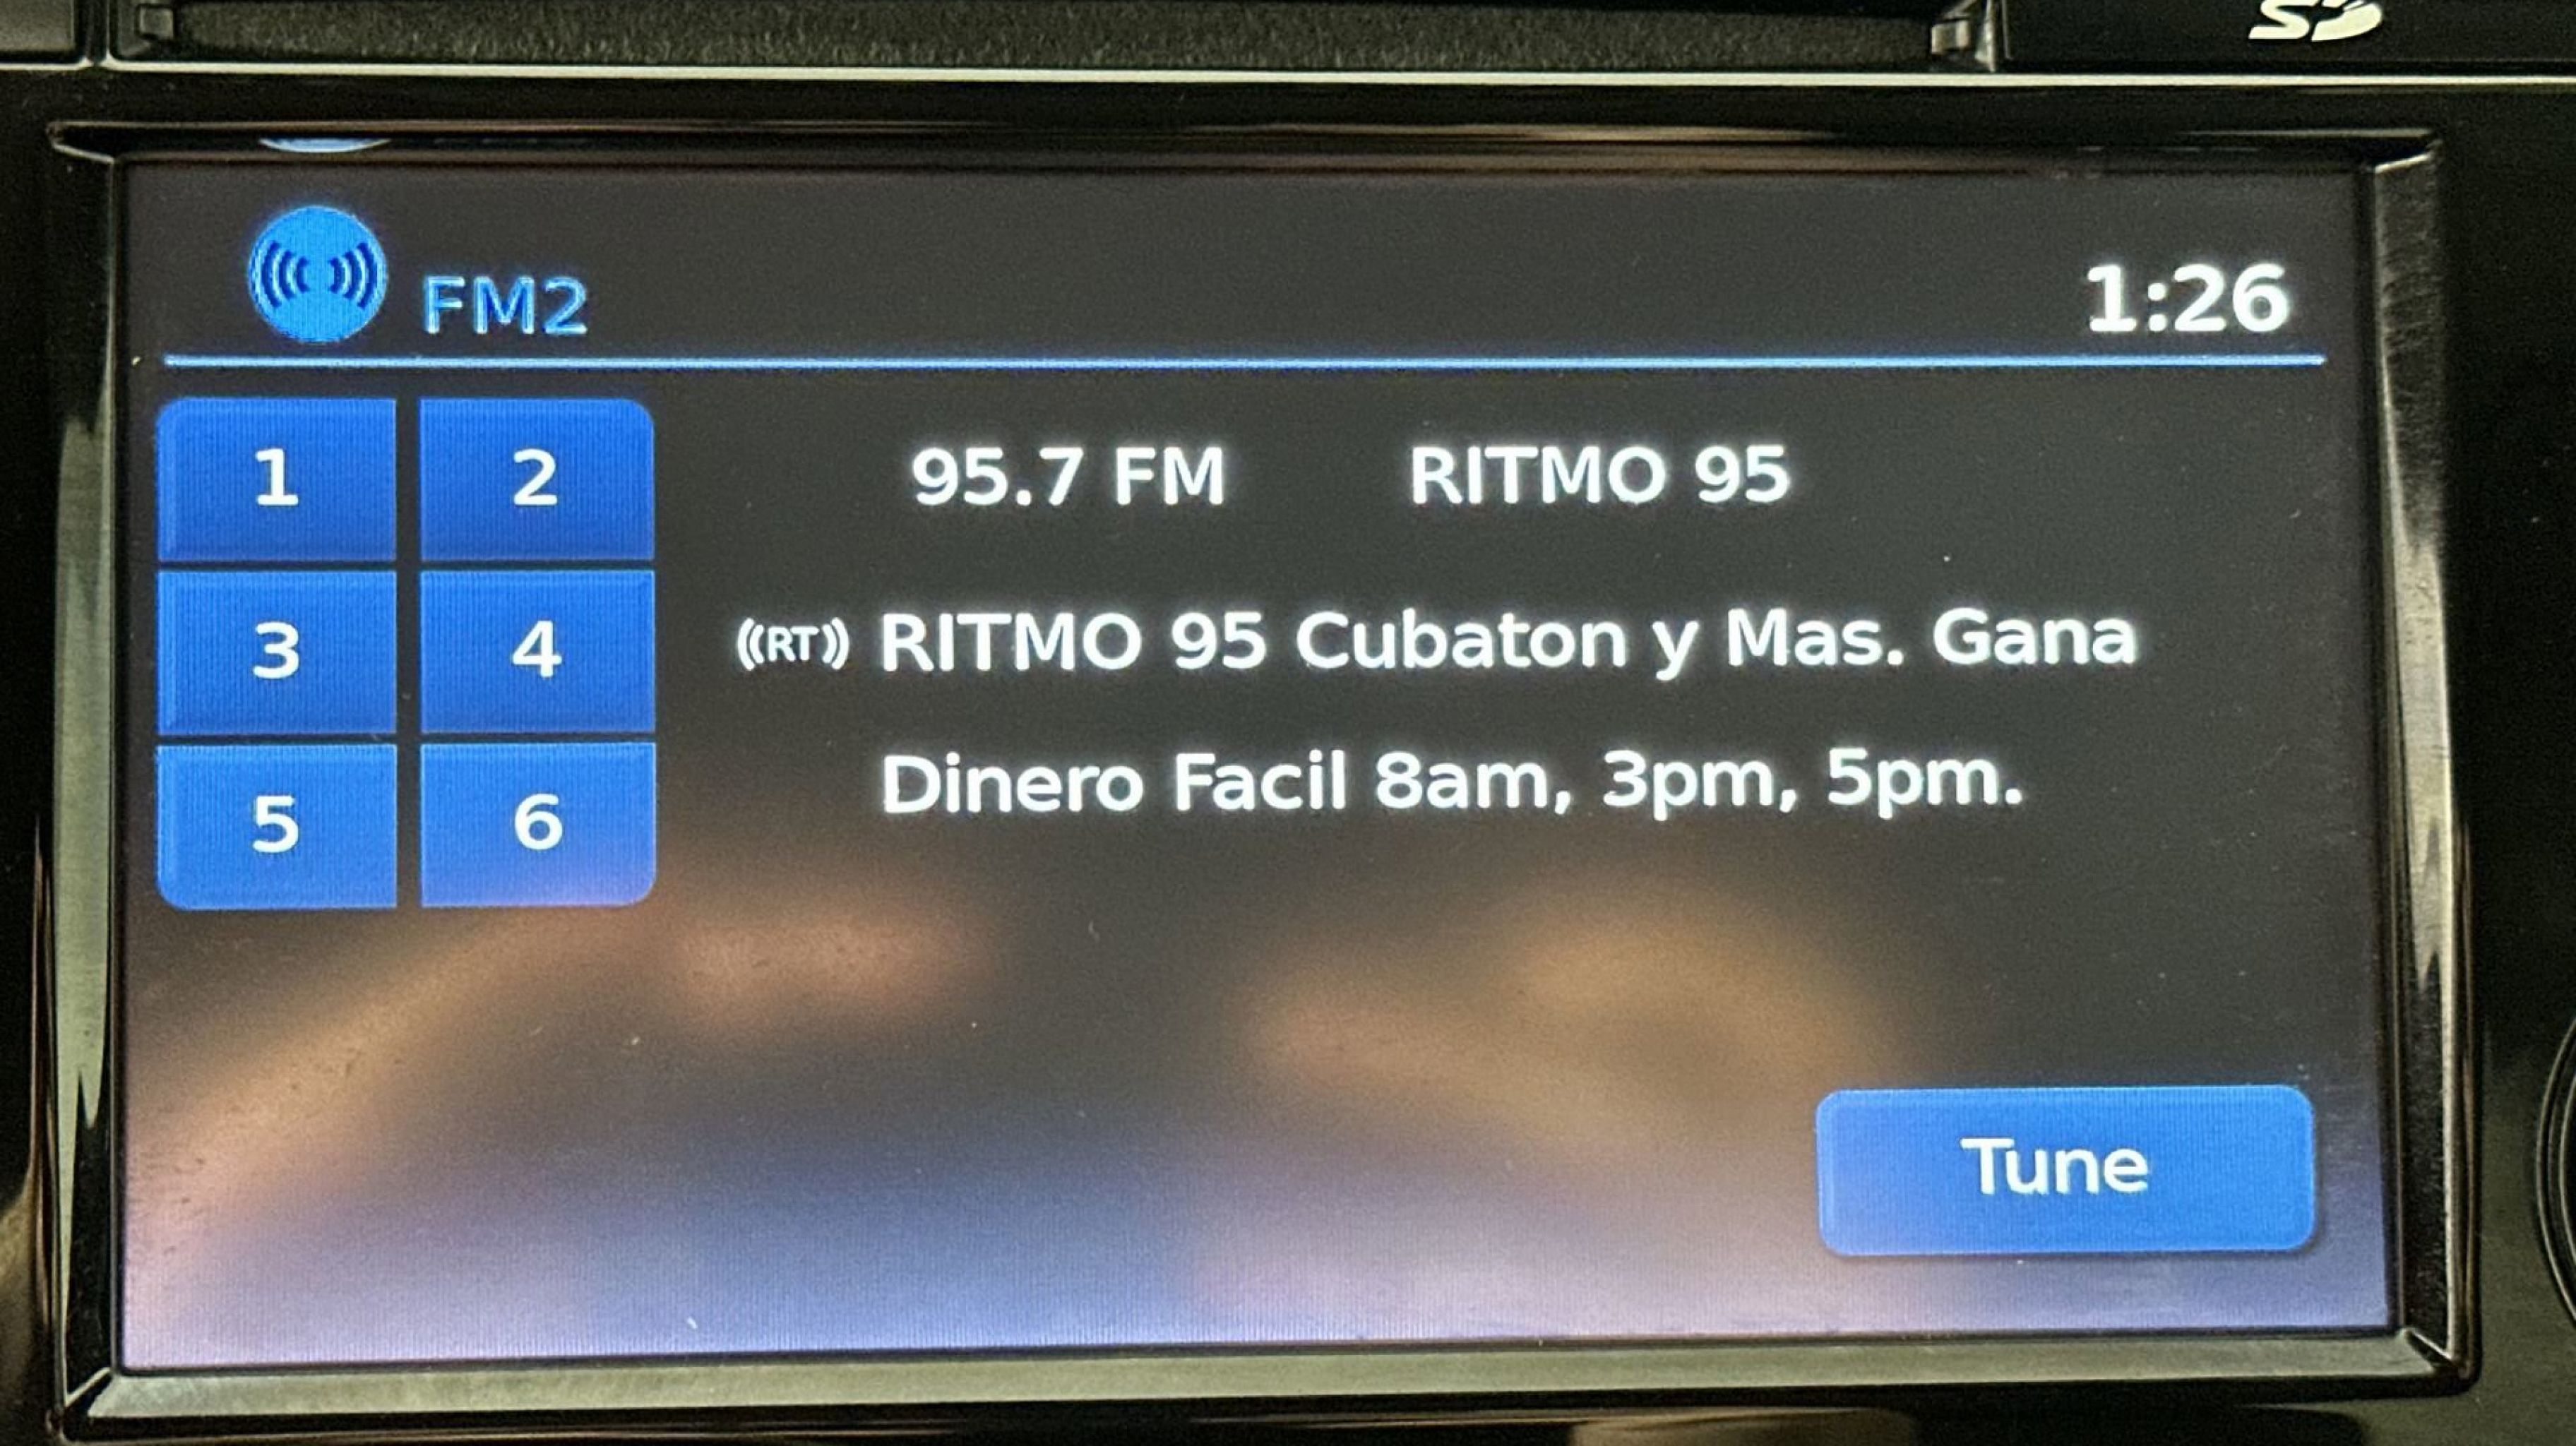 SD
FM2
1:26
1 2
95.7 FM RITMO 95
3 4
((RT)) RITMO 95 Cubaton y Mas. Gana
Dinero Facil 8am, 3pm, 5pm.
5 6
Tune